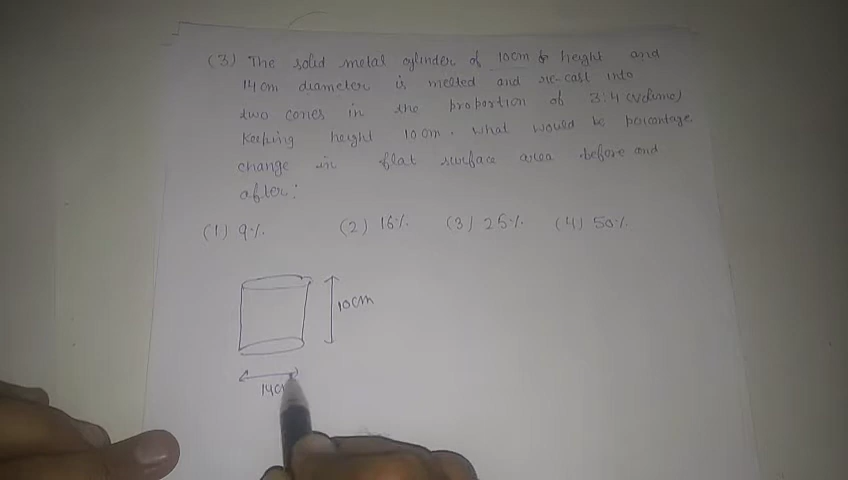 (3) The solid metal cylinder of 10cm height and
14cm diameter is melted and re-cast into
two cones in the proportion of 3:4 (volume)
keeping height 10 cm. what would be percentage
change in flat surface area before and
after:
(1) 9% (2) 16% (3) 25% (4) 50%
10cm
14cm